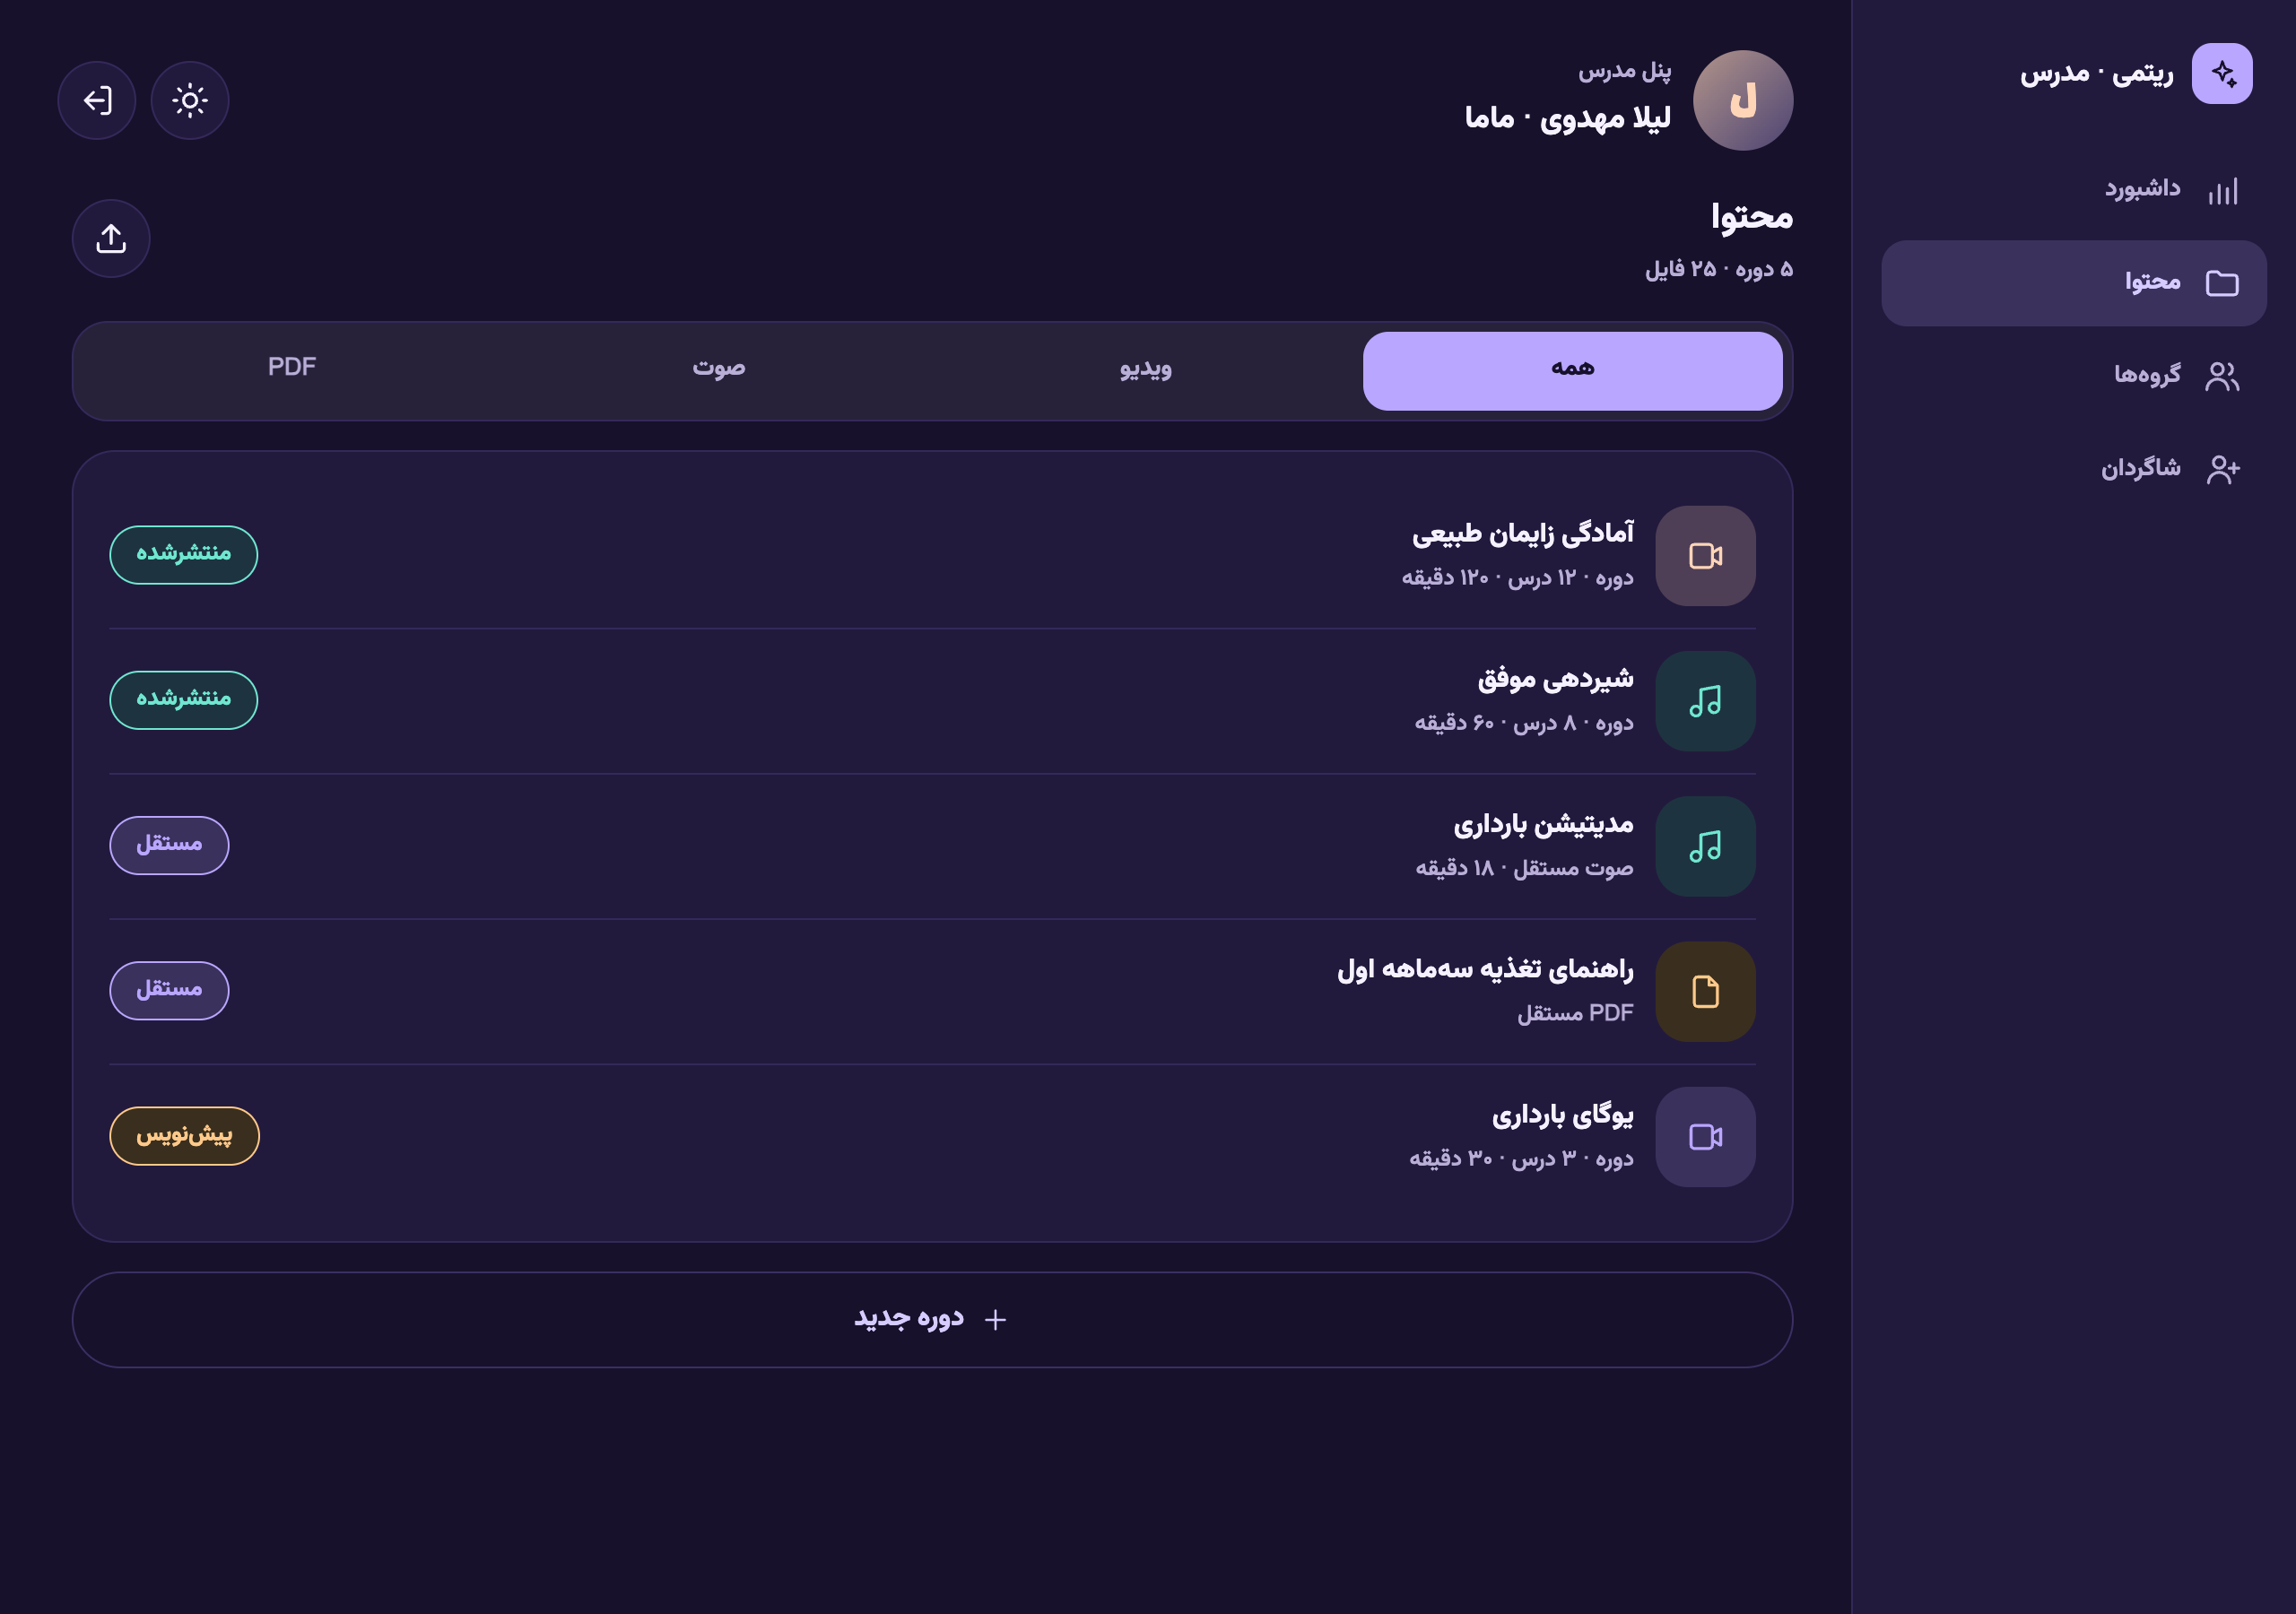 ریتمی · مدرس
داشبورد
محتوا
گروه‌ها
شاگردان
ل
پنل مدرس
لیلا مهدوی · ماما
محتوا
۵ دوره · ۲۵ فایل
همه
ویدیو
صوت
PDF
آمادگی زایمان طبیعی
دوره · ۱۲ درس · ۱۲۰ دقیقه
منتشرشده
شیردهی موفق
دوره · ۸ درس · ۶۰ دقیقه
منتشرشده
مدیتیشن بارداری
صوت مستقل · ۱۸ دقیقه
مستقل
راهنمای تغذیه سه‌ماهه اول
PDF مستقل
مستقل
یوگای بارداری
دوره · ۳ درس · ۳۰ دقیقه
پیش‌نویس
دوره جدید